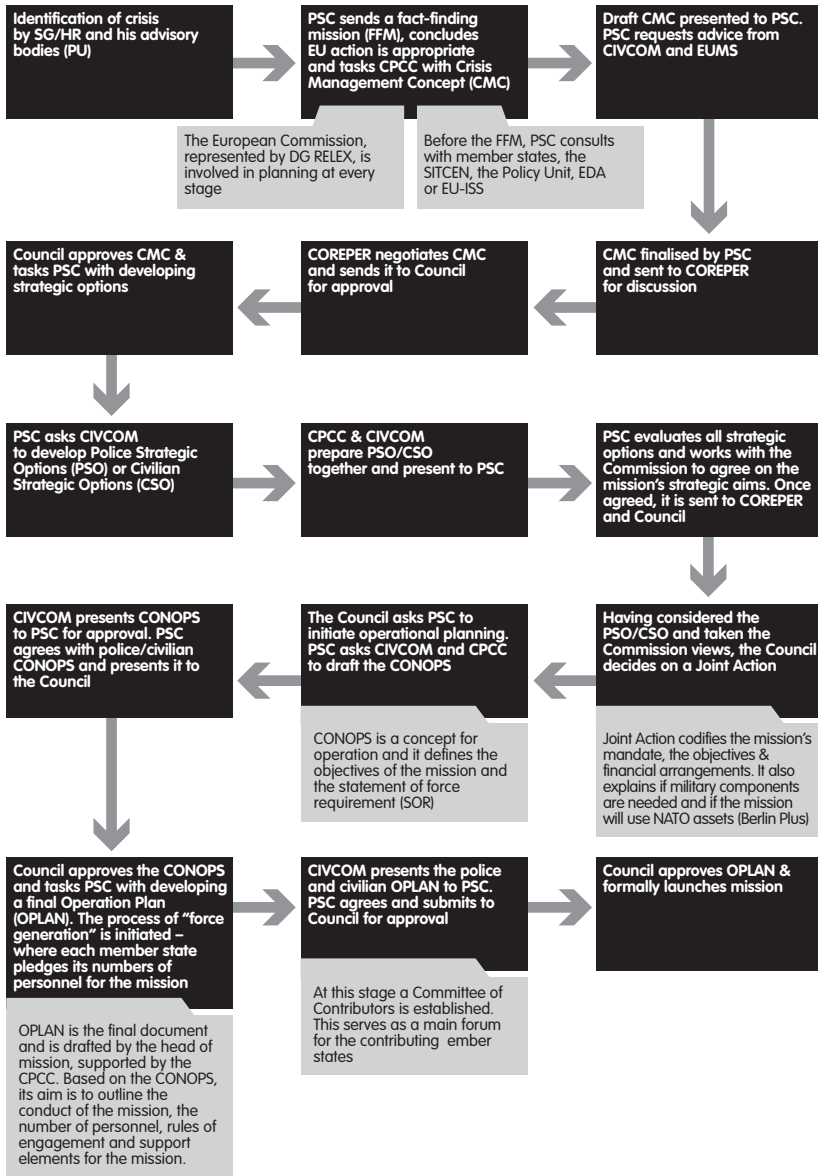 Identification of crisis
by SG/HR and his advisory
bodies (PU)
PSC sends a fact-finding
mission (FFM), concludes
EU action is appropriate
and tasks CPCC with Crisis
Management Concept (CMC)
The European Commission,
represented by DG RELEX, is
involved in planning at every
stage
Before the FFM, PSC consults
with member states, the
SITCEN, the Policy Unit, EDA
or EU-ISS
Draft CMC presented to PSC.
PSC requests advice from
CIVCOM and EUMS
CMC finalised by PSC
and sent to COREPER
for discussion
COREPER negotiates CMC
and sends it to Council
for approval
Council approves CMC &
tasks PSC with developing
strategic options
PSC asks CIVCOM
to develop Police Strategic
Options (PSO) or Civilian
Strategic Options (CSO)
CPCC & CIVCOM
prepare PSO/CSO
together and present to PSC
PSC evaluates all strategic
options and works with the
Commission to agree on the
mission's strategic aims. Once
agreed, it is sent to COREPER
and Council
Having considered the
PSO/CSO and taken the
Commission views, the Council
decides on a Joint Action
Joint Action codifies the mission's
mandate, the objectives &
financial arrangements. It also
explains if military components
are needed and if the mission
will use NATO assets (Berlin Plus)
The Council asks PSC to
initiate operational planning.
PSC asks CIVCOM and CPCC
to draft the CONOPS
CONOPS is a concept for
operation and it defines the
objectives of the mission and
the statement of force
requirement (SOR)
CIVCOM presents CONOPS
to PSC for approval. PSC
agrees with police/civilian
CONOPS and presents it to
the Council
Council approves the CONOPS
and tasks PSC with developing
a final Operation Plan
(OPLAN). The process of "force
generation" is initiated –
where each member state
pledges its numbers of
personnel for the mission
OPLAN is the final document
and is drafted by the head of
mission, supported by the
CPCC. Based on the CONOPS,
its aim is to outline the
conduct of the mission, the
number of personnel, rules of
engagement and support
elements for the mission.
CIVCOM presents the police
and civilian OPLAN to PSC.
PSC agrees and submits to
Council for approval
At this stage a Committee of
Contributors is established.
This serves as a main forum
for the contributing ember
states
Council approves OPLAN &
formally launches mission